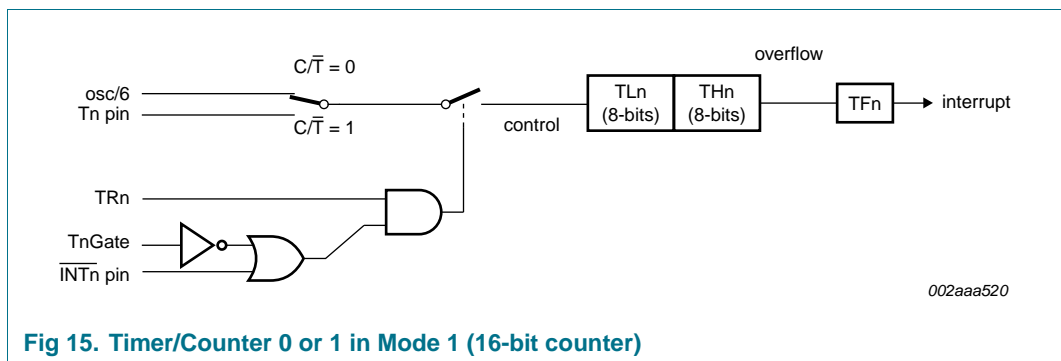 C/T̅ = 0
overflow
osc/6
Tn pin
C/T̅ = 1
control
TLn
(8-bits)
THn
(8-bits)
TFn
interrupt
TRn
TnGate
I̅N̅T̅n̅ pin
002aaa520
Fig 15. Timer/Counter 0 or 1 in Mode 1 (16-bit counter)